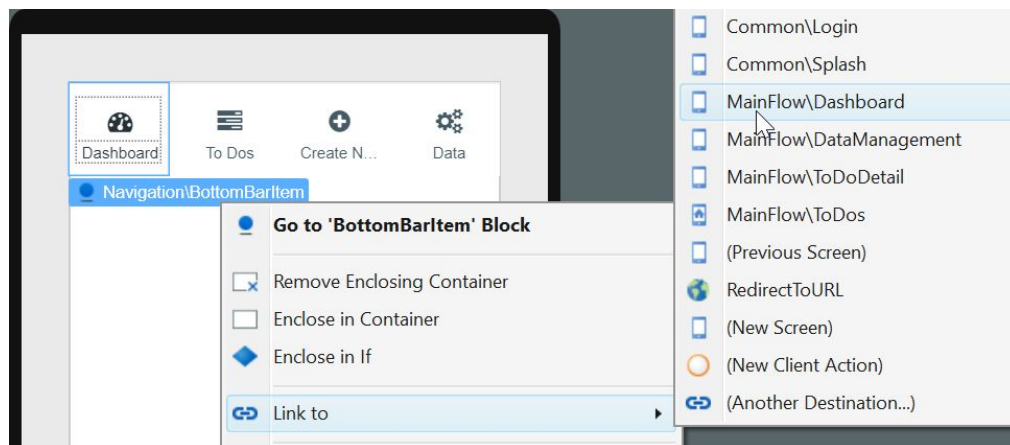 Dashboard
To Dos
Create N...
Data
Navigation\BottomBarItem
Go to 'BottomBarItem' Block
Remove Enclosing Container
Enclose in Container
Enclose in If
Link to
Common\Login
Common\Splash
MainFlow\Dashboard
MainFlow\DataManagement
MainFlow\ToDoDetail
MainFlow\ToDos
(Previous Screen)
RedirectToURL
(New Screen)
(New Client Action)
(Another Destination...)